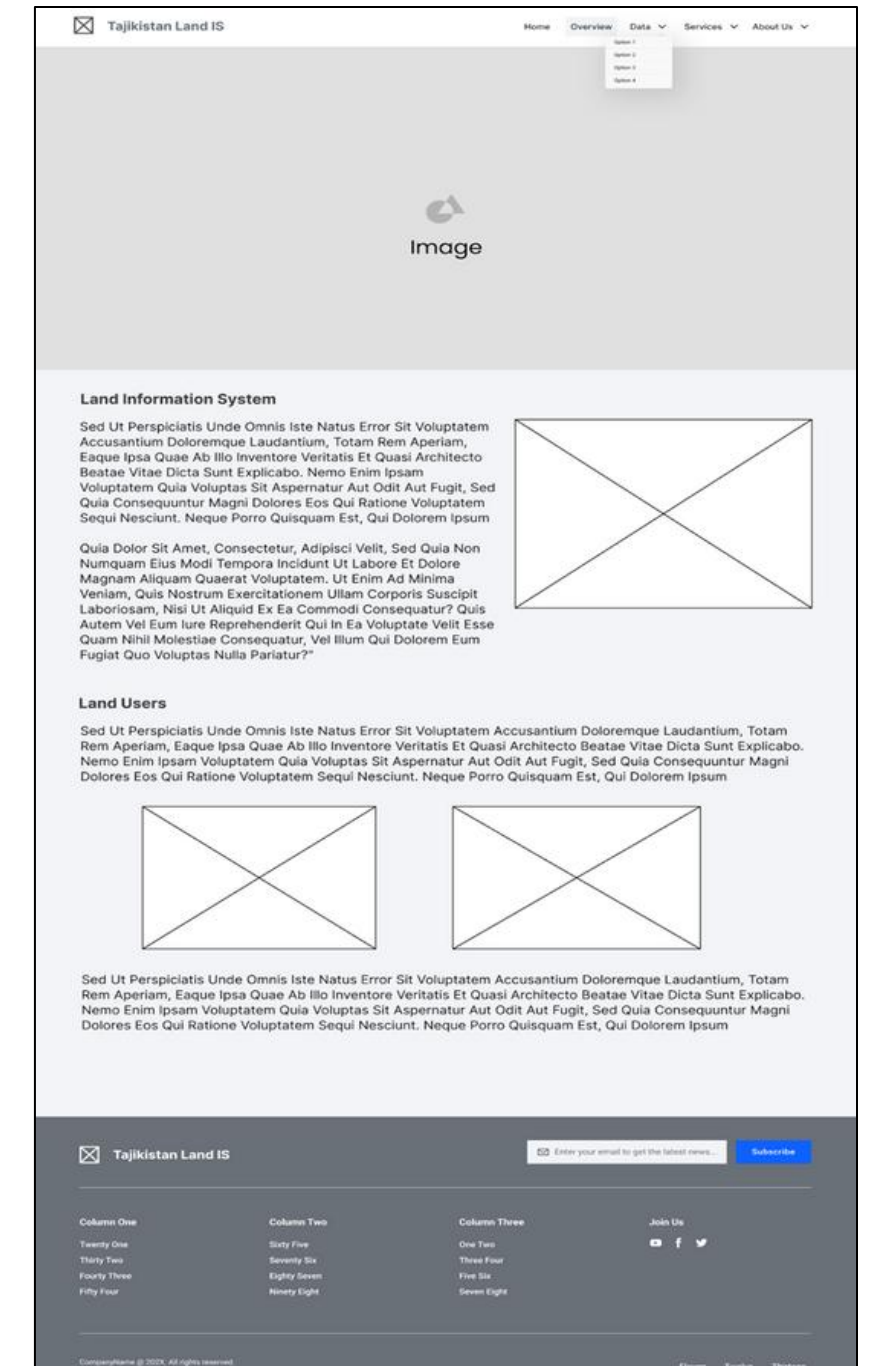 Tajikistan Land IS
Home Overview Data Services About Us
Option 1
Option 2
Option 3
Option 4
Image
Land Information System
Sed Ut Perspiciatis Unde Omnis Iste Natus Error Sit Voluptatem
Accusantium Doloremque Laudantium, Totam Rem Aperiam,
Eaque Ipsa Quae Ab Illo Inventore Veritatis Et Quasi Architecto
Beatae Vitae Dicta Sunt Explicabo. Nemo Enim Ipsam
Voluptatem Quia Voluptas Sit Aspernatur Aut Odit Aut Fugit, Sed
Quia Consequuntur Magni Dolores Eos Qui Ratione Voluptatem
Sequi Nesciunt. Neque Porro Quisquam Est, Qui Dolorem Ipsum
Quia Dolor Sit Amet, Consectetur, Adipisci Velit, Sed Quia Non
Numquam Eius Modi Tempora Incidunt Ut Labore Et Dolore
Magnam Aliquam Quaerat Voluptatem. Ut Enim Ad Minima
Veniam, Quis Nostrum Exercitationem Ullam Corporis Suscipit
Laboriosam, Nisi Ut Aliquid Ex Ea Commodi Consequatur? Quis
Autem Vel Eum Iure Reprehenderit Qui In Ea Voluptate Velit Esse
Quam Nihil Molestiae Consequatur, Vel Illum Qui Dolorem Eum
Fugiat Quo Voluptas Nulla Pariatur?"
Land Users
Sed Ut Perspiciatis Unde Omnis Iste Natus Error Sit Voluptatem Accusantium Doloremque Laudantium, Totam
Rem Aperiam, Eaque Ipsa Quae Ab Illo Inventore Veritatis Et Quasi Architecto Beatae Vitae Dicta Sunt Explicabo.
Nemo Enim Ipsam Voluptatem Quia Voluptas Sit Aspernatur Aut Odit Aut Fugit, Sed Quia Consequuntur Magni
Dolores Eos Qui Ratione Voluptatem Sequi Nesciunt. Neque Porro Quisquam Est, Qui Dolorem Ipsum
Sed Ut Perspiciatis Unde Omnis Iste Natus Error Sit Voluptatem Accusantium Doloremque Laudantium, Totam
Rem Aperiam, Eaque Ipsa Quae Ab Illo Inventore Veritatis Et Quasi Architecto Beatae Vitae Dicta Sunt Explicabo.
Nemo Enim Ipsam Voluptatem Quia Voluptas Sit Aspernatur Aut Odit Aut Fugit, Sed Quia Consequuntur Magni
Dolores Eos Qui Ratione Voluptatem Sequi Nesciunt. Neque Porro Quisquam Est, Qui Dolorem Ipsum
Tajikistan Land IS
Enter your email to get the latest news...
Subscribe
Column One
Twenty One
Thirty Two
Fourty Three
Fifty Four
Column Two
Sixty Five
Seventy Six
Eighty Seven
Ninety Eight
Column Three
One Two
Three Four
Five Six
Seven Eight
Join Us
CompanyName @ 202X. All rights reserved.